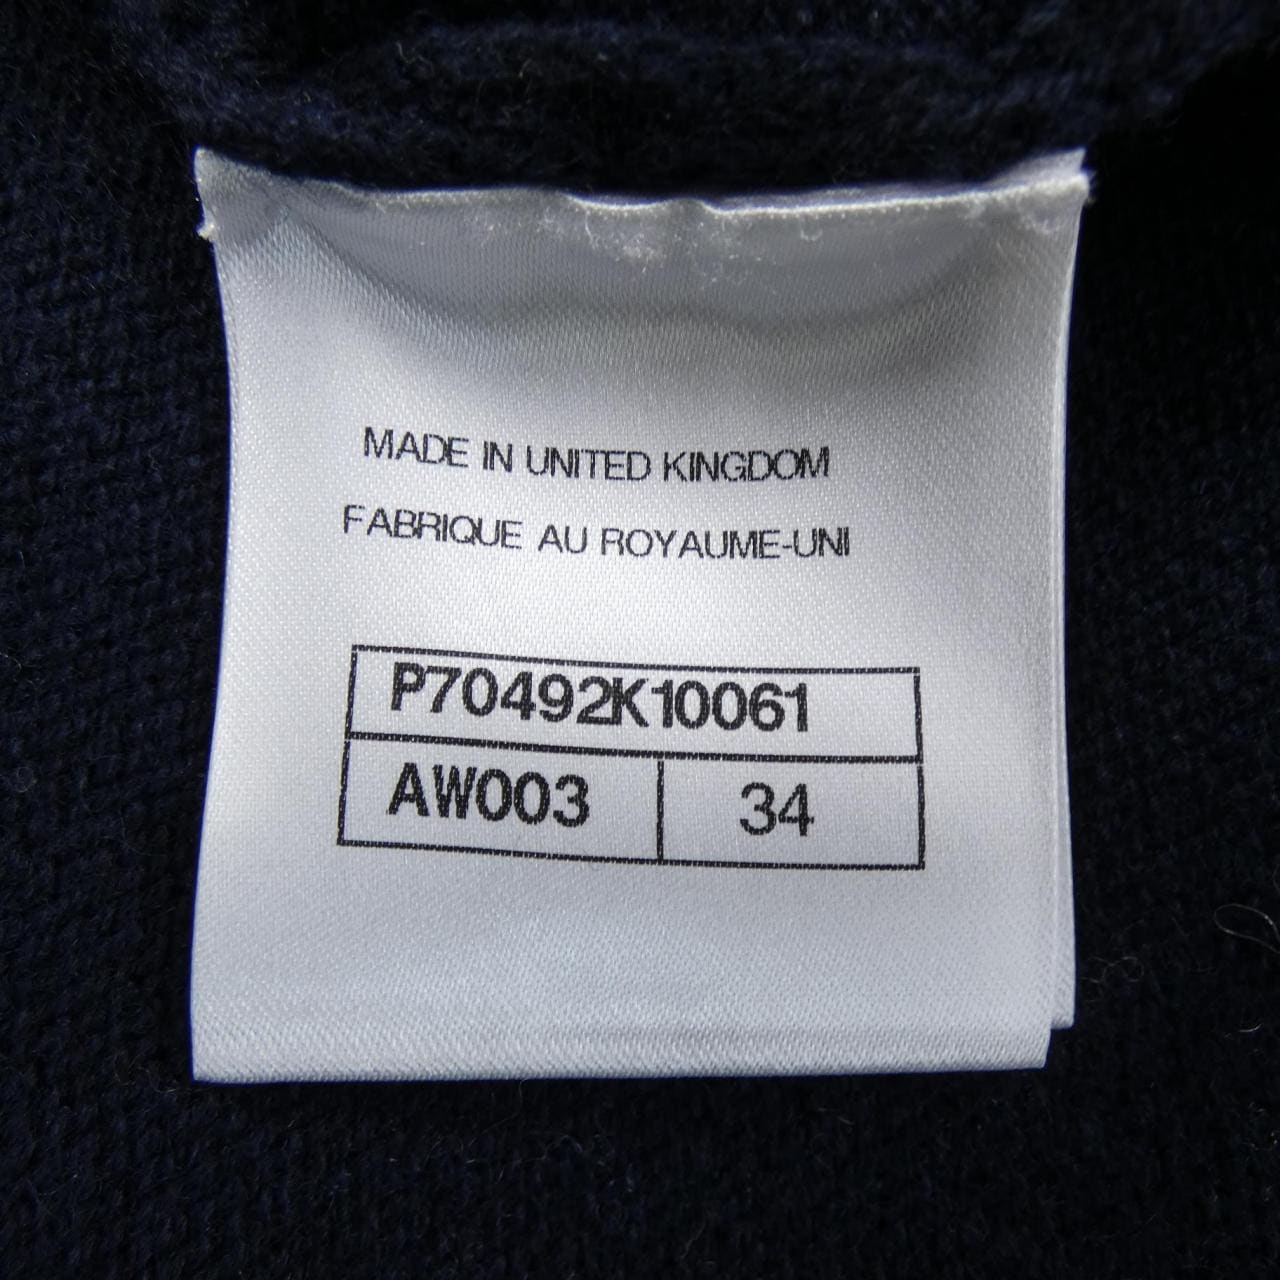 MADE IN UNITED KINGDOM
FABRIQUE AU ROYAUME-UNI
P70492K10061
AW003 34